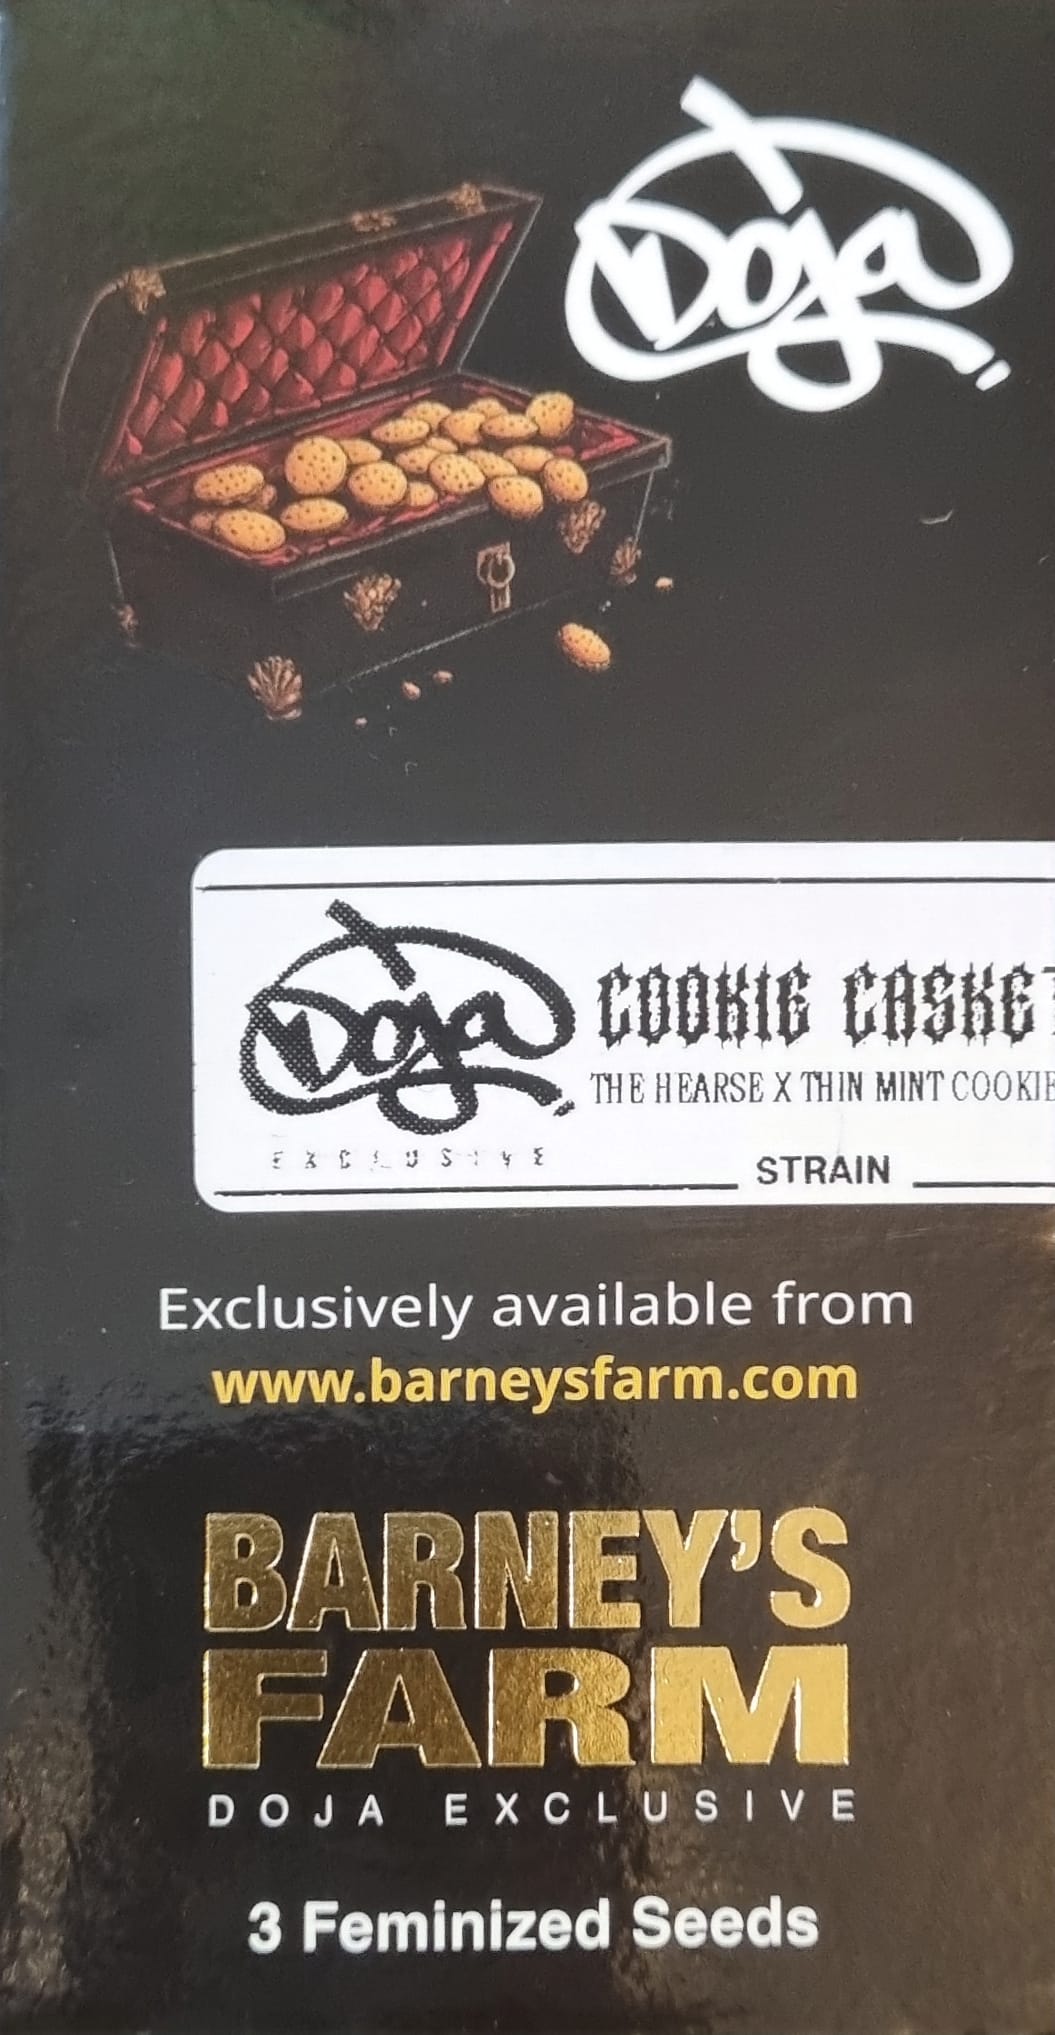 Doja
Doja
COOKIE CASKET
THE HEARSE X THIN MINT COOKIE
EXCLUSIVE
STRAIN
Exclusively available from
www.barneysfarm.com
BARNEY'S
FARM
DOJA EXCLUSIVE
3 Feminized Seeds